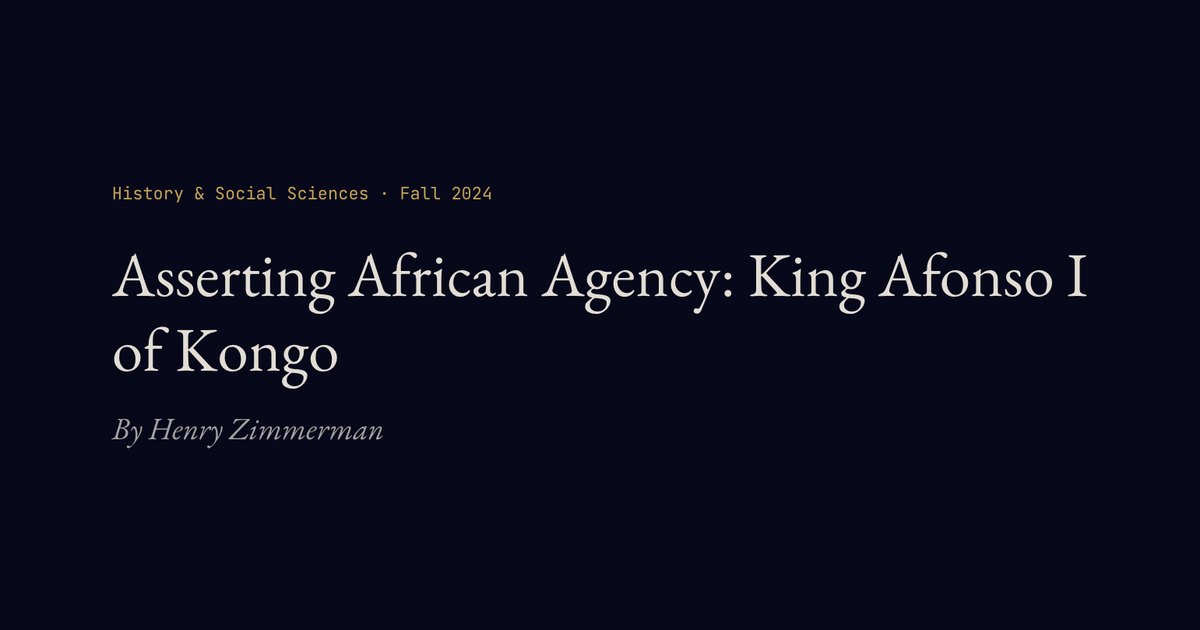 History & Social Sciences · Fall 2024
Asserting African Agency: King Afonso I
of Kongo
By Henry Zimmerman